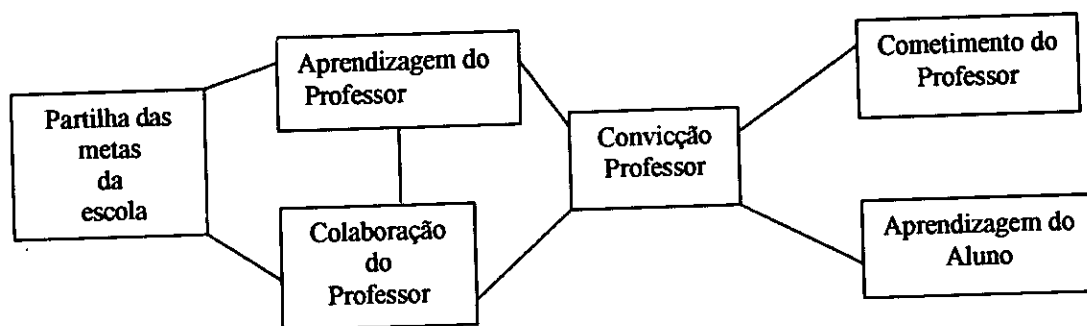 Partilha das
metas
da
escola
Aprendizagem do
Professor
Colaboração
do
Professor
Convicção
Professor
Cometimento do
Professor
Aprendizagem do
Aluno